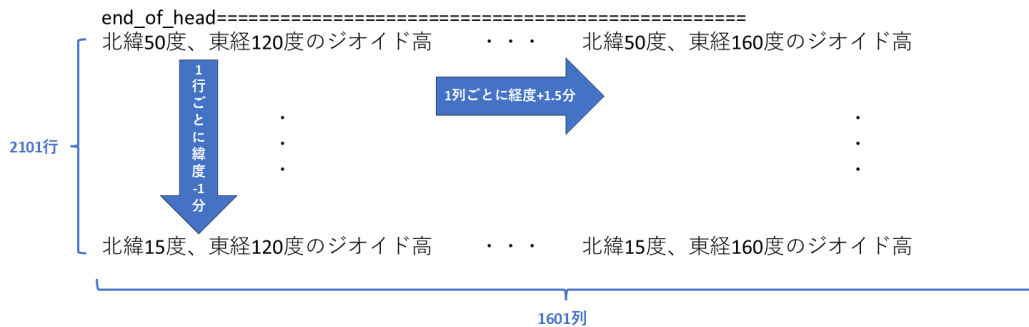 end_of_head==================================================
北緯50度、東経120度のジオイド高 ・・・ 北緯50度、東経160度のジオイド高
1行ごとに緯度-1分
1列ごとに経度+1.5分
2101行
北緯15度、東経120度のジオイド高 ・・・ 北緯15度、東経160度のジオイド高
1601列